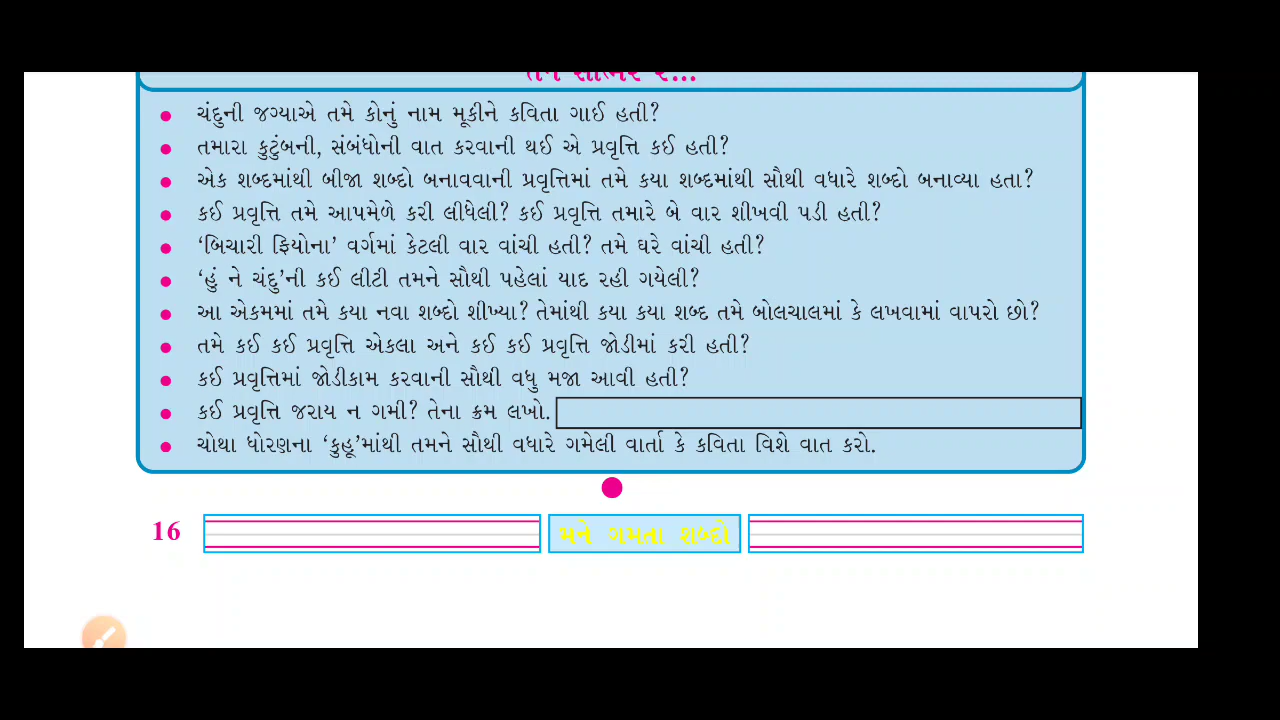 ચંદુની જગ્યાએ તમે કોનું નામ મૂકીને કવિતા ગાઈ હતી?
તમારા કુટુંબની, સંબંધોની વાત કરવાની થઈ એ પ્રવૃત્તિ કઈ હતી?
એક શબ્દમાંથી બીજા શબ્દો બનાવવાની પ્રવૃત્તિમાં તમે કયા શબ્દમાંથી સૌથી વધારે શબ્દો બનાવ્યા હતા?
કઈ પ્રવૃત્તિ તમે આપમેળે કરી લીધેલી? કઈ પ્રવૃત્તિ તમારે બે વાર શીખવી પડી હતી?
‘બિચારી ફિયોના’ વર્ગમાં કેટલી વાર વાંચી હતી? તમે ઘરે વાંચી હતી?
‘હું ને ચંદુ’ની કઈ લીટી તમને સૌથી પહેલાં યાદ રહી ગયેલી?
આ એકમમાં તમે કયા નવા શબ્દો શીખ્યા? તેમાંથી કયા કયા શબ્દ તમે બોલચાલમાં કે લખવામાં વાપરો છો?
તમે કઈ કઈ પ્રવૃત્તિ એકલા અને કઈ કઈ પ્રવૃત્તિ જોડીમાં કરી હતી?
કઈ પ્રવૃત્તિમાં જોડીકામ કરવાની સૌથી વધુ મજા આવી હતી?
કઈ પ્રવૃત્તિ જરાય ન ગમી? તેના ક્રમ લખો.
ચોથા ધોરણના ‘કુહૂ’માંથી તમને સૌથી વધારે ગમેલી વાર્તા કે કવિતા વિશે વાત કરો.
16 મને ગમતા શબ્દો